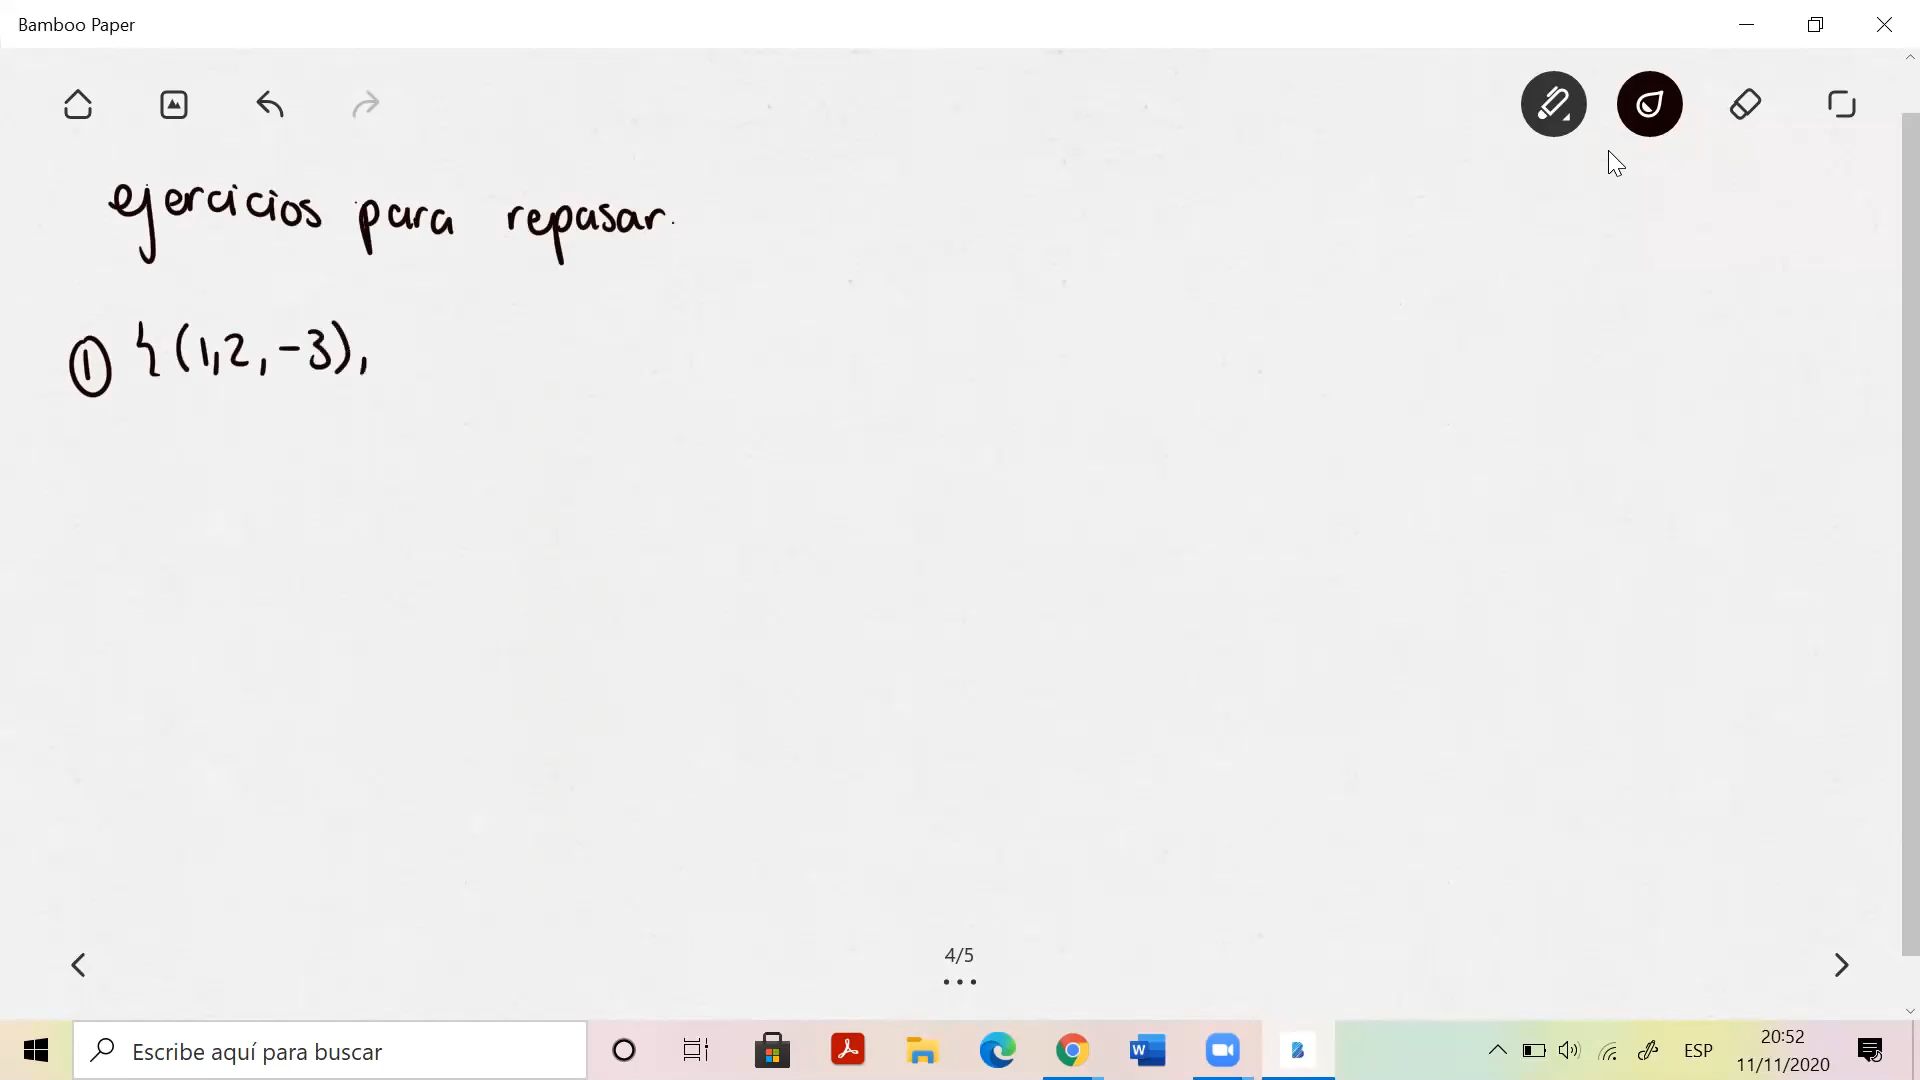 Bamboo Paper
ejercicios para repasar.
① {(1,2,-3),
4/5
Escribe aquí para buscar
ESP
20:52
11/11/2020